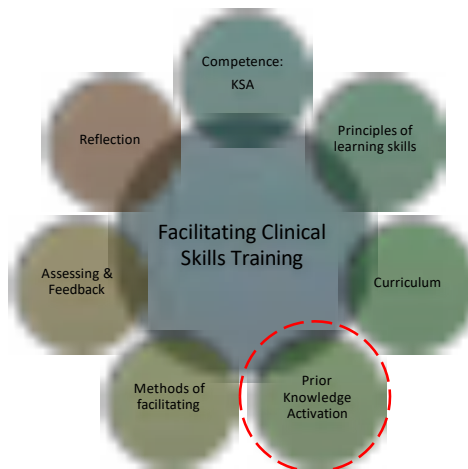 Competence:
KSA
Principles of
learning skills
Curriculum
Prior
Knowledge
Activation
Methods of
facilitating
Assessing &
Feedback
Reflection
Facilitating Clinical
Skills Training